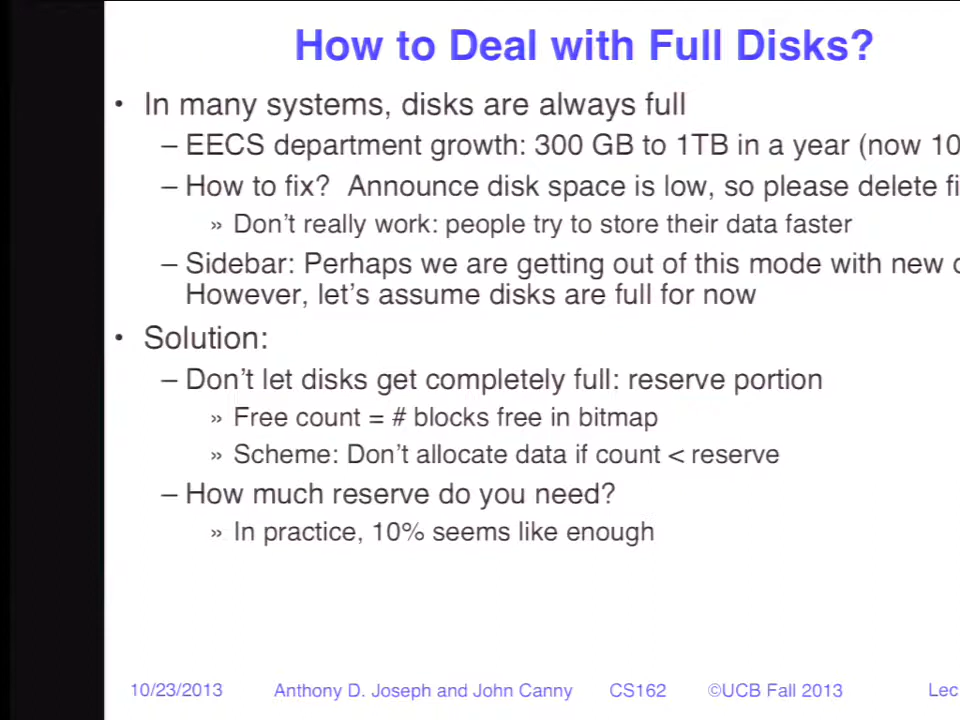 How to Deal with Full Disks?
• In many systems, disks are always full
– EECS department growth: 300 GB to 1TB in a year (now 10
– How to fix? Announce disk space is low, so please delete fi
» Don't really work: people try to store their data faster
– Sidebar: Perhaps we are getting out of this mode with new
However, let's assume disks are full for now
• Solution:
– Don't let disks get completely full: reserve portion
» Free count = # blocks free in bitmap
» Scheme: Don't allocate data if count < reserve
– How much reserve do you need?
» In practice, 10% seems like enough
10/23/2013 Anthony D. Joseph and John Canny CS162 ©UCB Fall 2013 Lec